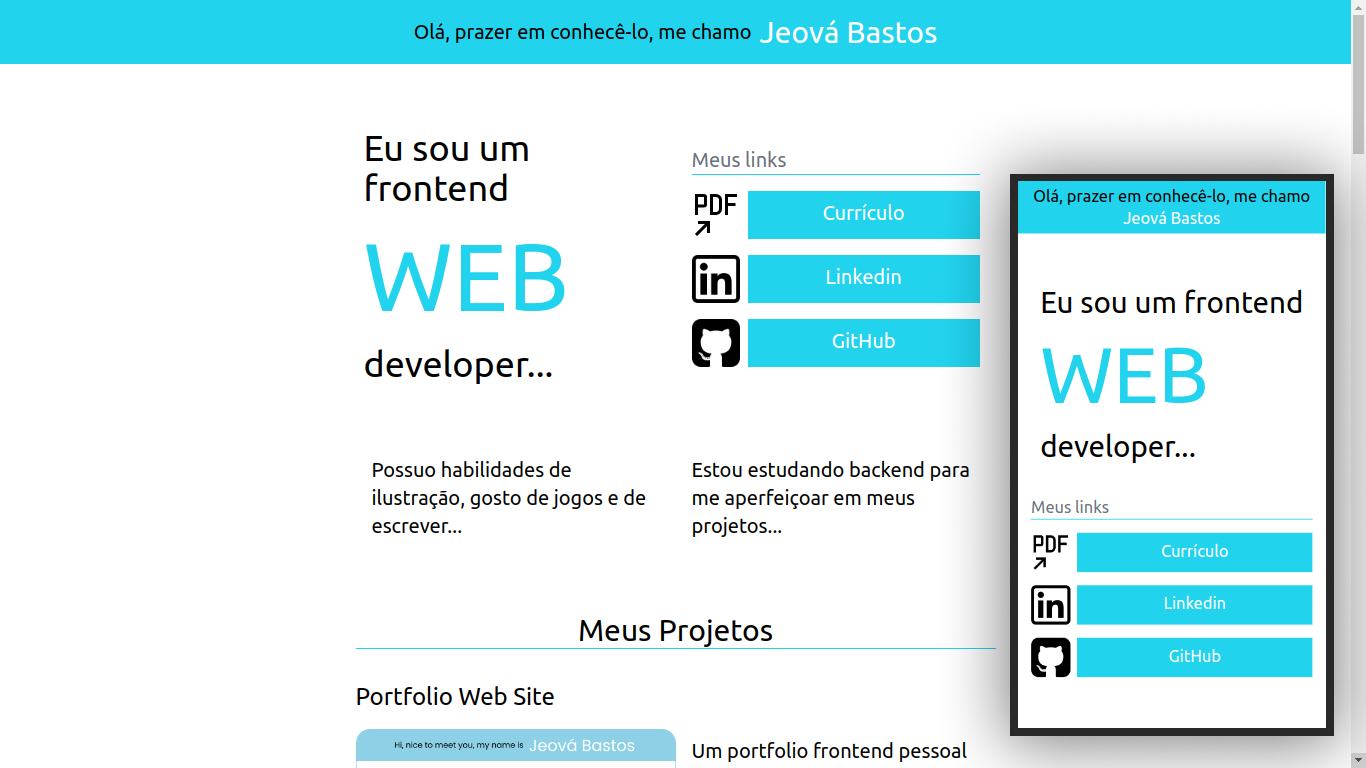 Olá, prazer em conhecê-lo, me chamo Jeová Bastos
Eu sou um
frontend
WEB
developer...
Meus links
PDF
Currículo
in
Linkedin
GitHub
Possuo habilidades de
ilustração, gosto de jogos e de
escrever...
Estou estudando backend para
me aperfeiçoar em meus
projetos...
Meus Projetos
Portfolio Web Site
Hi, nice to meet you, my name is Jeová Bastos
Um portfolio frontend pessoal
Olá, prazer em conhecê-lo, me chamo
Jeová Bastos
Eu sou um frontend
WEB
developer...
Meus links
PDF
Currículo
in
Linkedin
GitHub